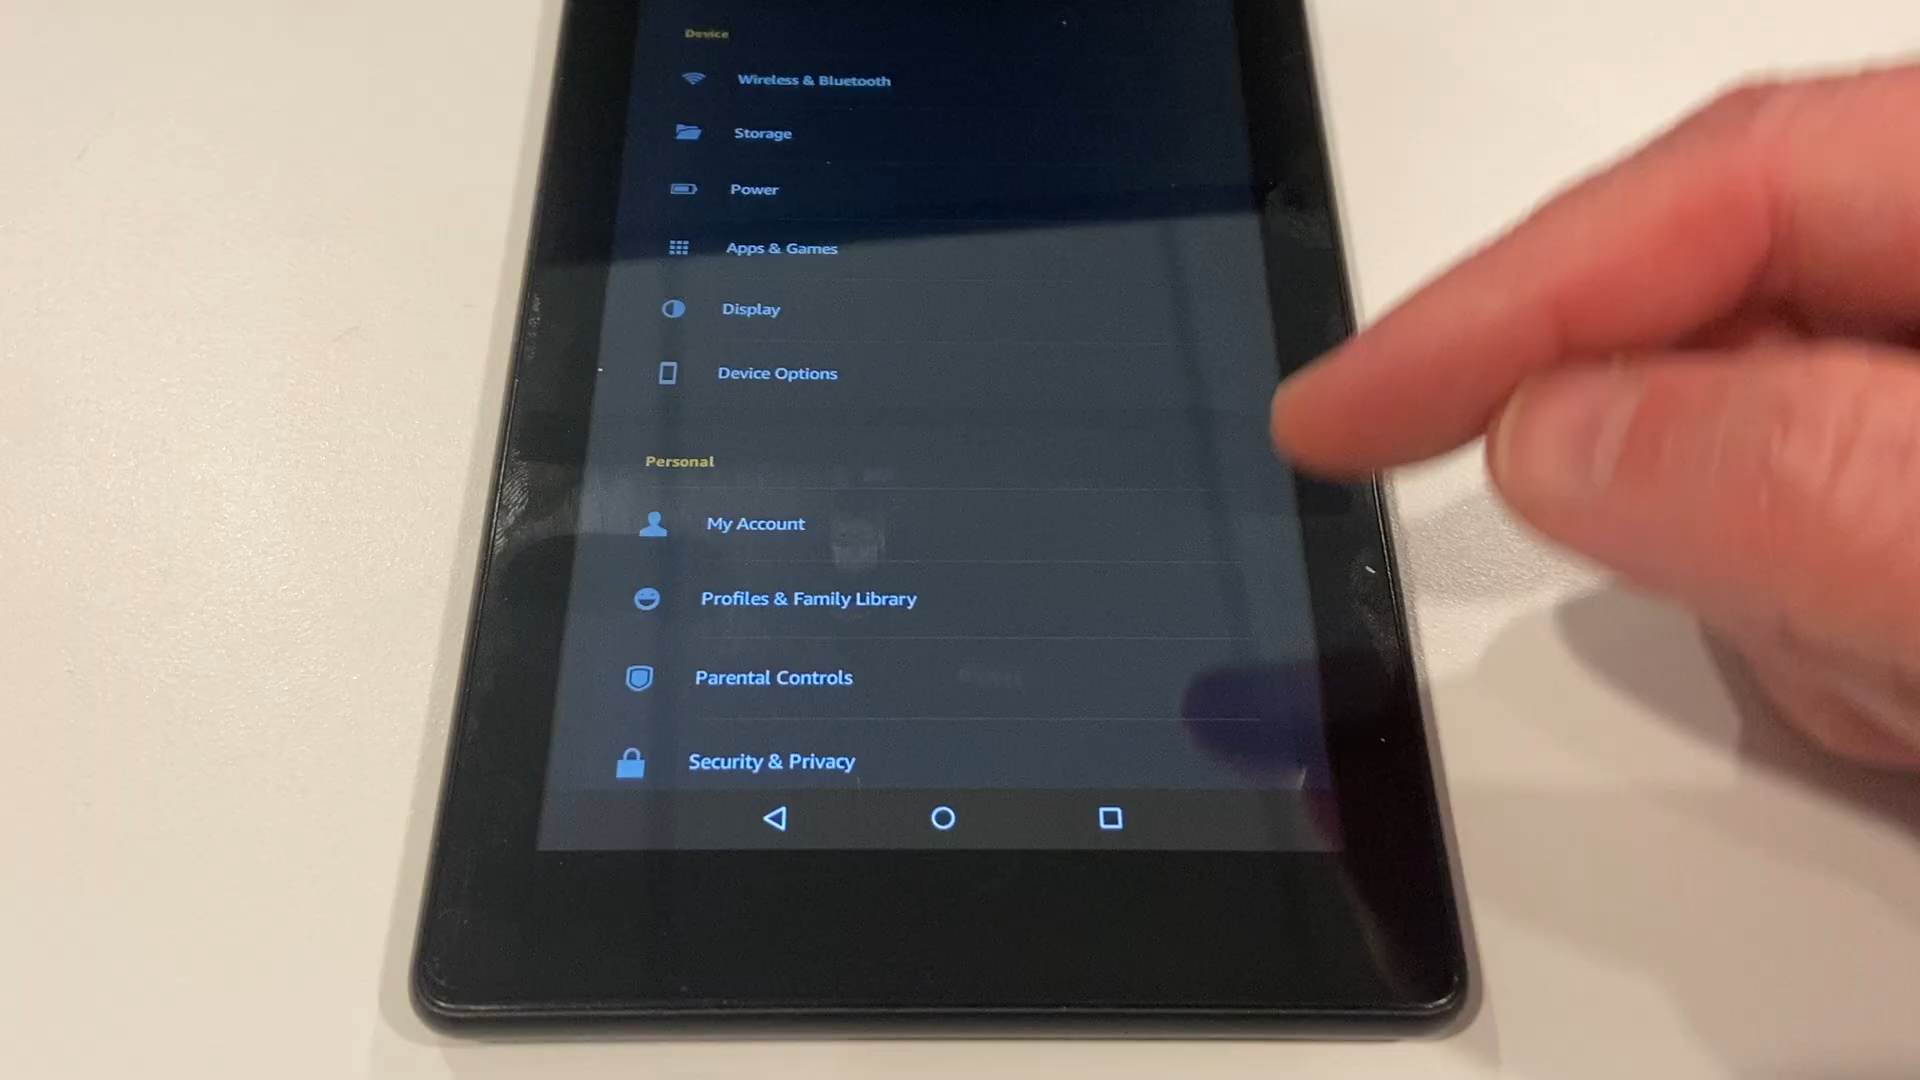 Device
Wireless & Bluetooth
Storage
Power
Apps & Games
Display
Device Options
Personal
My Account
Profiles & Family Library
Parental Controls
Security & Privacy